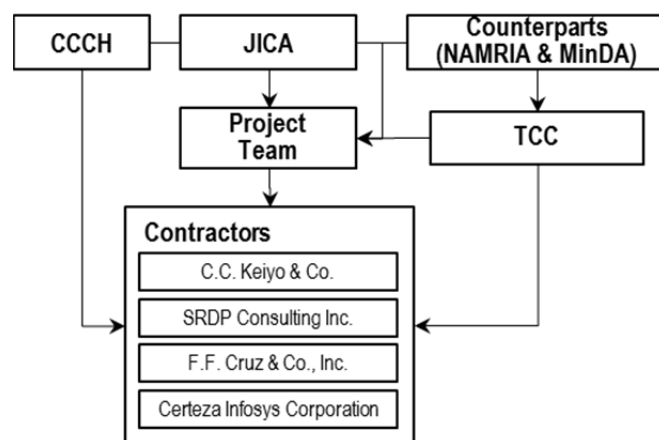 CCCH
JICA
Counterparts
(NAMRIA & MinDA)
Project
Team
TCC
Contractors
C.C. Keiyo & Co.
SRDP Consulting Inc.
F.F. Cruz & Co., Inc.
Certeza Infosys Corporation